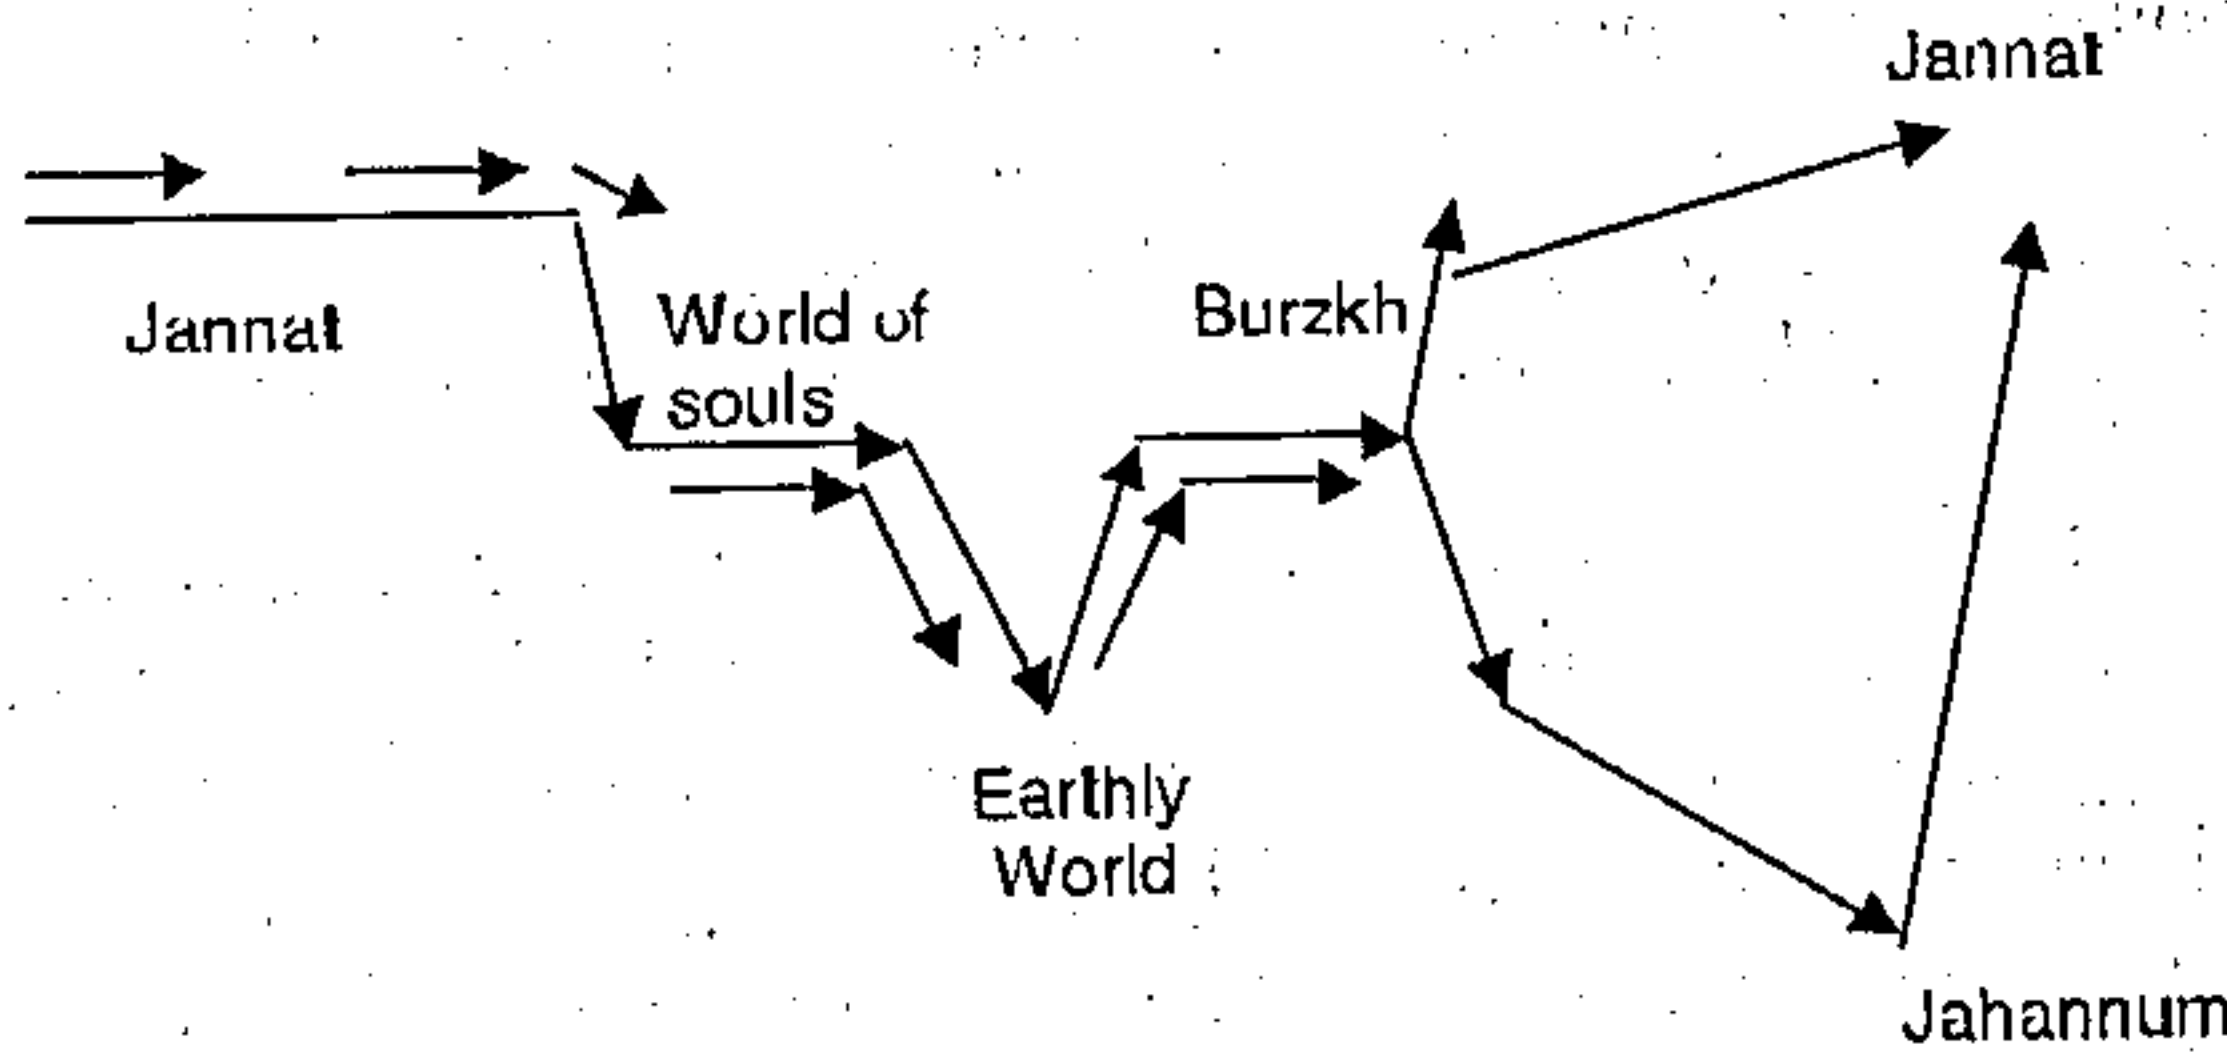 Jannat
Jannat
World of
souls
Burzkh
Earthly
World
Jahannum